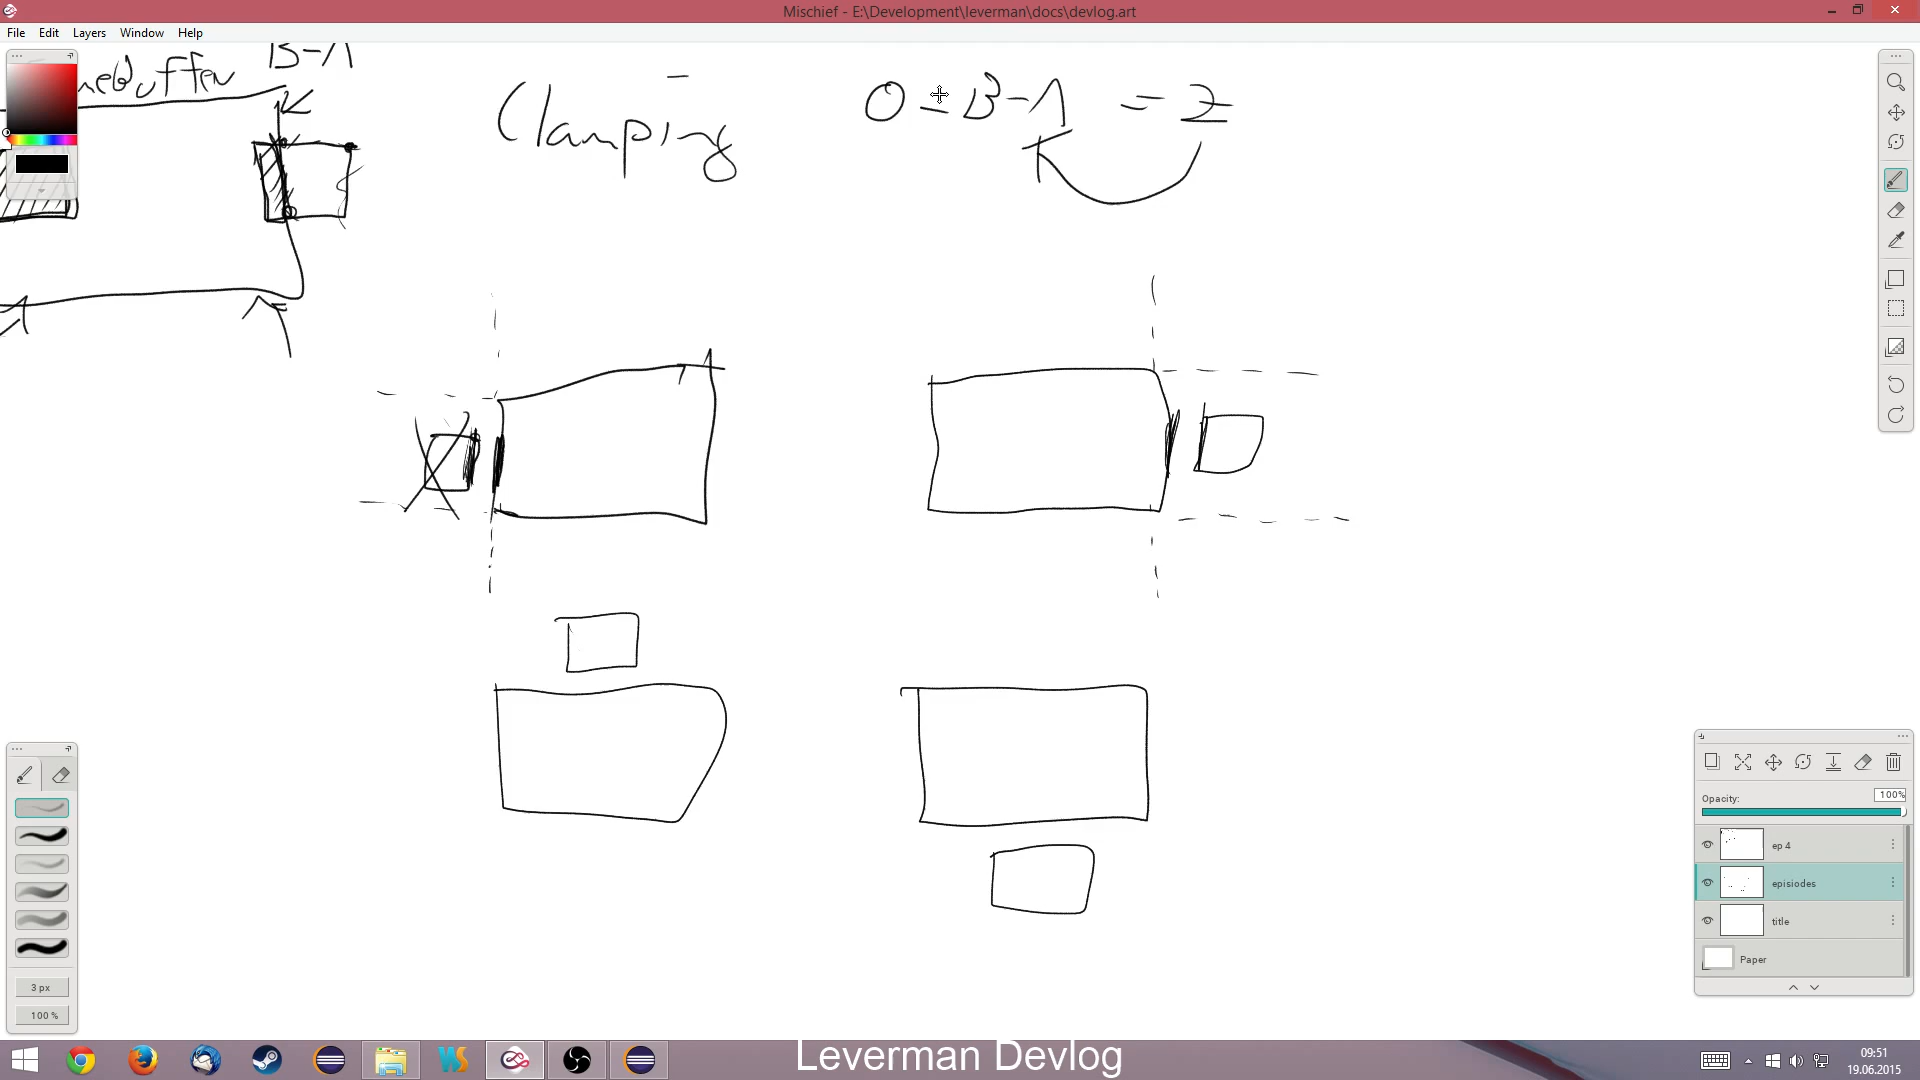 Mischief - E:\Development\leverman\docs\devlog.art
File Edit Layers Window Help
B-A
Clamping
= 2
Opacity:
100%
ep 4
episiodes
title
Paper
3 px
100 %
Leverman Devlog
09:51
19.06.2015